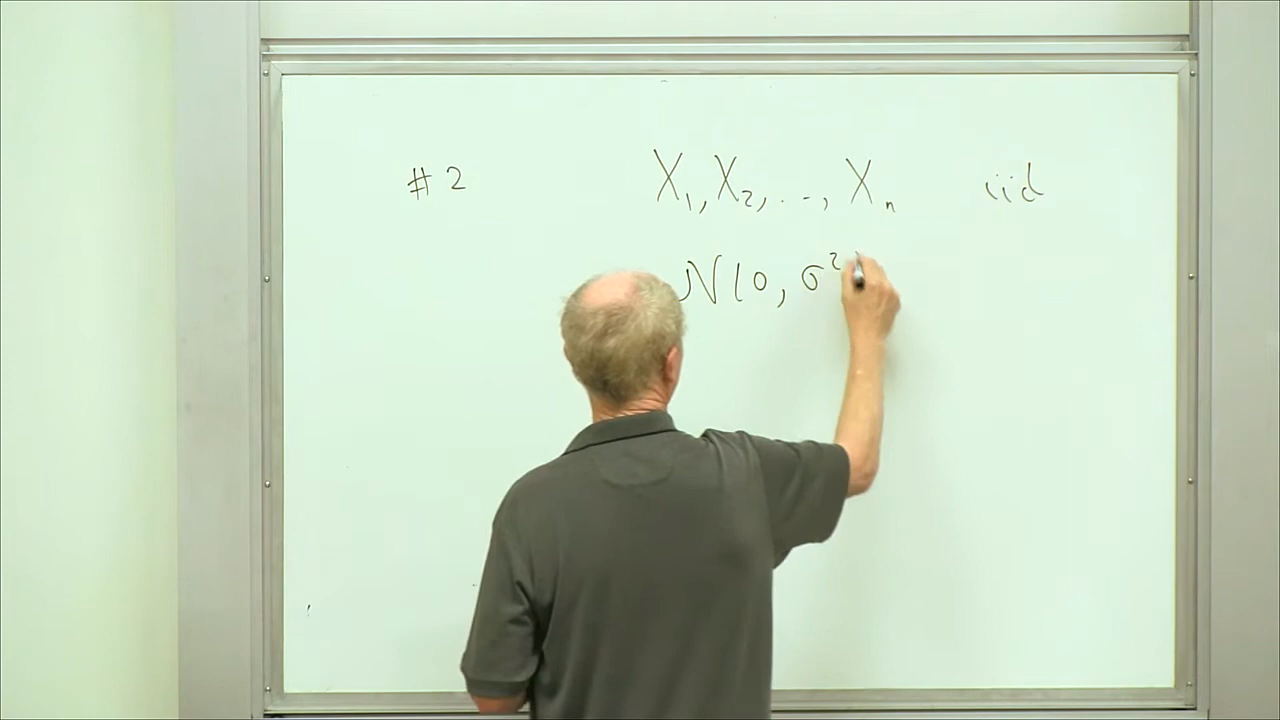 #2 X₁, X₂, ..., Xₙ iid
N(0, σ²